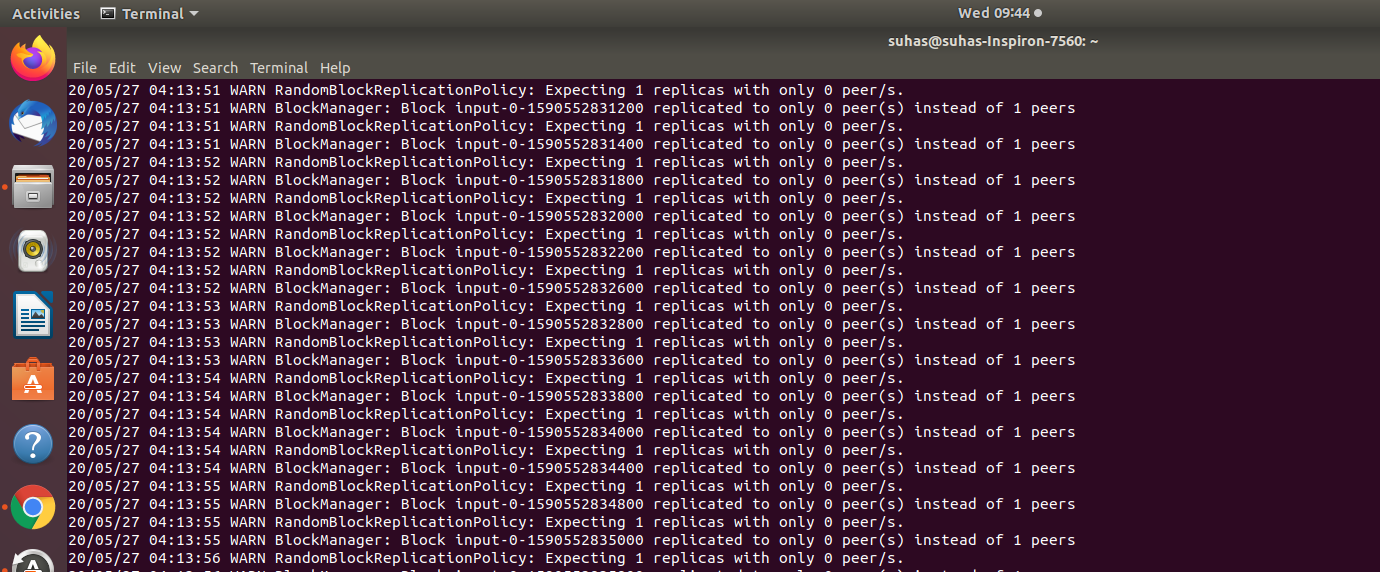 Activities Terminal Wed 09:44
suhas@suhas-Inspiron-7560: ~
File Edit View Search Terminal Help
20/05/27 04:13:51 WARN RandomBlockReplicationPolicy: Expecting 1 replicas with only 0 peer/s.
20/05/27 04:13:51 WARN BlockManager: Block input-0-1590552831200 replicated to only 0 peer(s) instead of 1 peers
20/05/27 04:13:51 WARN RandomBlockReplicationPolicy: Expecting 1 replicas with only 0 peer/s.
20/05/27 04:13:51 WARN BlockManager: Block input-0-1590552831400 replicated to only 0 peer(s) instead of 1 peers
20/05/27 04:13:52 WARN RandomBlockReplicationPolicy: Expecting 1 replicas with only 0 peer/s.
20/05/27 04:13:52 WARN BlockManager: Block input-0-1590552831800 replicated to only 0 peer(s) instead of 1 peers
20/05/27 04:13:52 WARN RandomBlockReplicationPolicy: Expecting 1 replicas with only 0 peer/s.
20/05/27 04:13:52 WARN BlockManager: Block input-0-1590552832000 replicated to only 0 peer(s) instead of 1 peers
20/05/27 04:13:52 WARN RandomBlockReplicationPolicy: Expecting 1 replicas with only 0 peer/s.
20/05/27 04:13:52 WARN BlockManager: Block input-0-1590552832200 replicated to only 0 peer(s) instead of 1 peers
20/05/27 04:13:52 WARN RandomBlockReplicationPolicy: Expecting 1 replicas with only 0 peer/s.
20/05/27 04:13:52 WARN BlockManager: Block input-0-1590552832600 replicated to only 0 peer(s) instead of 1 peers
20/05/27 04:13:53 WARN RandomBlockReplicationPolicy: Expecting 1 replicas with only 0 peer/s.
20/05/27 04:13:53 WARN BlockManager: Block input-0-1590552832800 replicated to only 0 peer(s) instead of 1 peers
20/05/27 04:13:53 WARN RandomBlockReplicationPolicy: Expecting 1 replicas with only 0 peer/s.
20/05/27 04:13:53 WARN BlockManager: Block input-0-1590552833600 replicated to only 0 peer(s) instead of 1 peers
20/05/27 04:13:54 WARN RandomBlockReplicationPolicy: Expecting 1 replicas with only 0 peer/s.
20/05/27 04:13:54 WARN BlockManager: Block input-0-1590552833800 replicated to only 0 peer(s) instead of 1 peers
20/05/27 04:13:54 WARN RandomBlockReplicationPolicy: Expecting 1 replicas with only 0 peer/s.
20/05/27 04:13:54 WARN BlockManager: Block input-0-1590552834000 replicated to only 0 peer(s) instead of 1 peers
20/05/27 04:13:54 WARN RandomBlockReplicationPolicy: Expecting 1 replicas with only 0 peer/s.
20/05/27 04:13:54 WARN BlockManager: Block input-0-1590552834400 replicated to only 0 peer(s) instead of 1 peers
20/05/27 04:13:55 WARN RandomBlockReplicationPolicy: Expecting 1 replicas with only 0 peer/s.
20/05/27 04:13:55 WARN BlockManager: Block input-0-1590552834800 replicated to only 0 peer(s) instead of 1 peers
20/05/27 04:13:55 WARN RandomBlockReplicationPolicy: Expecting 1 replicas with only 0 peer/s.
20/05/27 04:13:55 WARN BlockManager: Block input-0-1590552835000 replicated to only 0 peer(s) instead of 1 peers
20/05/27 04:13:56 WARN RandomBlockReplicationPolicy: Expecting 1 replicas with only 0 peer/s.